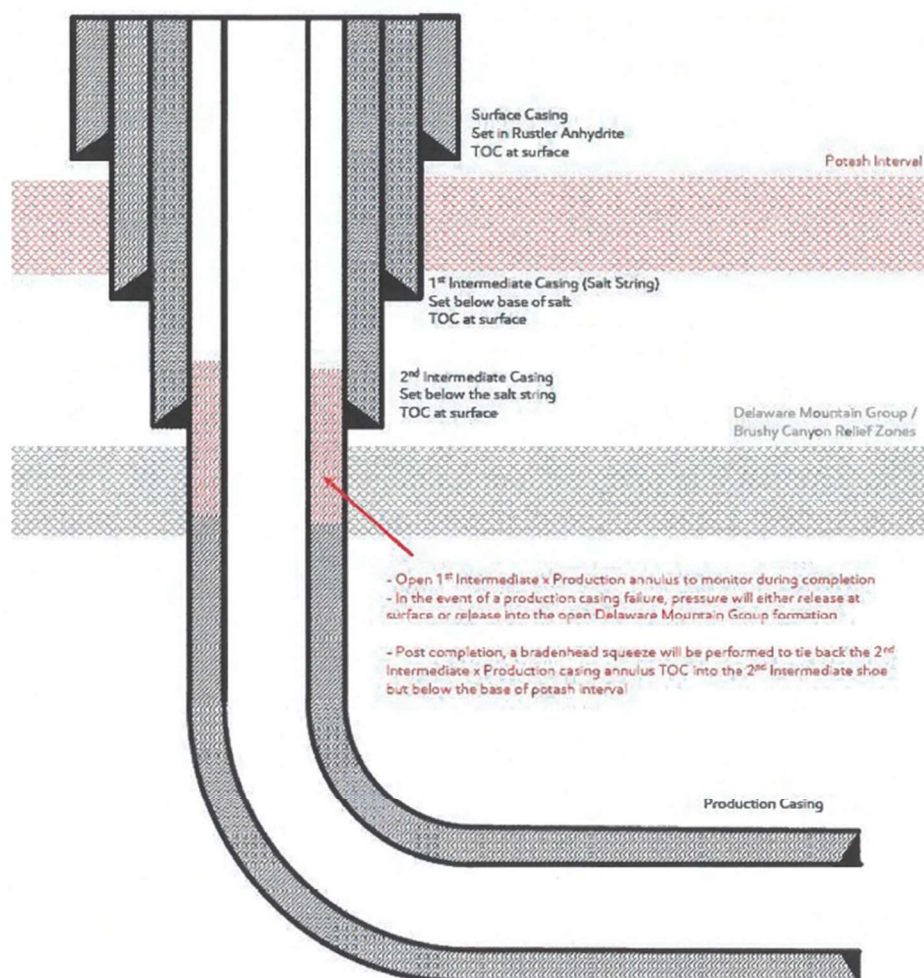 Surface Casing
Set in Rustler Anhydrite
TOC at surface
Potash Interval
1st Intermediate Casing (Salt String)
Set below base of salt
TOC at surface
2nd Intermediate Casing
Set below the salt string
TOC at surface
Delaware Mountain Group /
Brushy Canyon Relief Zones
- Open 1st Intermediate x Production annulus to monitor during completion
- In the event of a production casing failure, pressure will either release at
surface or release into the open Delaware Mountain Group formation
- Post completion, a bradenhead squeeze will be performed to tie back the 2nd
Intermediate x Production casing annulus TOC into the 2nd Intermediate shoe
but below the base of potash interval
Production Casing